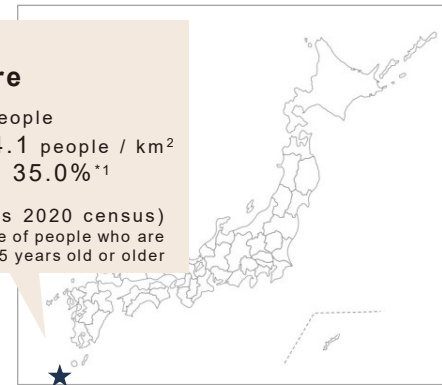 re
eople
4.1 people / km²
35.0%*1
s 2020 census)
e of people who are
5 years old or older